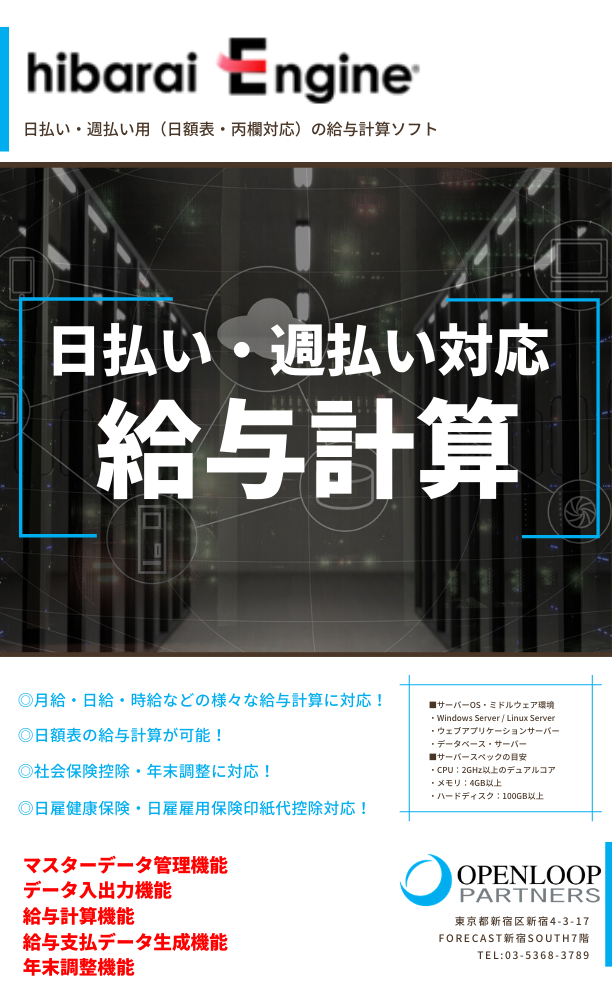 hibarai Engine
日払い・週払い用（日額表・丙欄対応）の給与計算ソフト
日払い・週払い対応
給与計算
◎月給・日給・時給などの様々な給与計算に対応！
◎日額表の給与計算が可能！
◎社会保険控除・年末調整に対応！
◎日雇健康保険・日雇雇用保険印紙代控除対応！
■サーバーOS・ミドルウェア環境
・Windows Server / Linux Server
・ウェブアプリケーションサーバー
・データベース・サーバー
■サーバースペックの目安
・CPU：2GHz以上のデュアルコア
・メモリ：4GB以上
・ハードディスク：100GB以上
マスターデータ管理機能
データ入出力機能
給与計算機能
給与支払データ生成機能
年末調整機能
OPENLOOP
PARTNERS
東京都新宿区新宿4-3-17
FORECAST新宿SOUTH7階
TEL:03-5368-3789